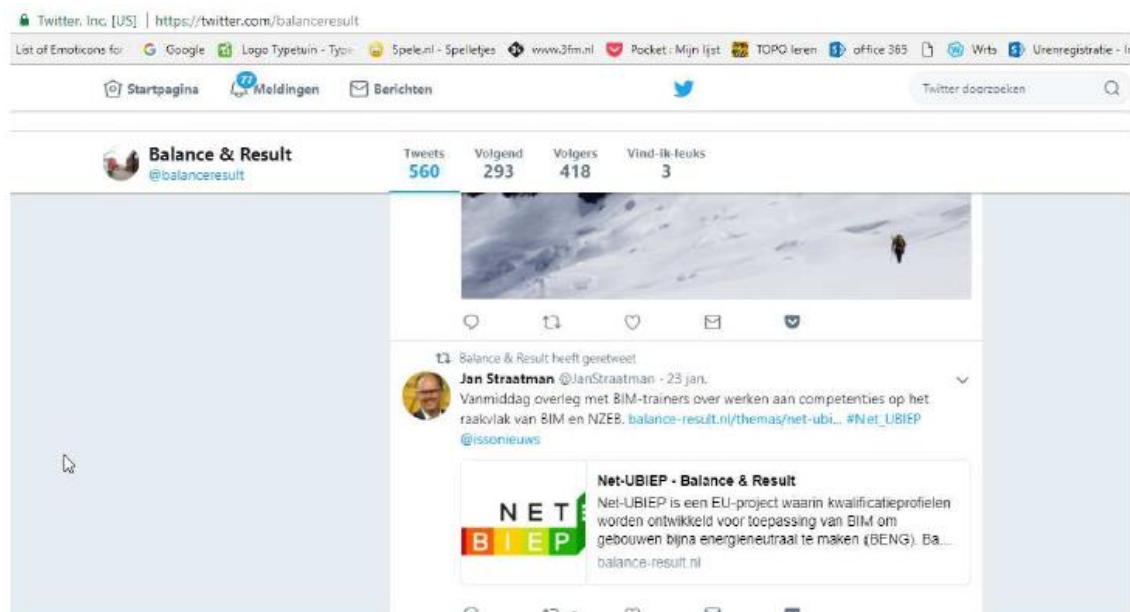 Twitter, Inc. [US] | https://twitter.com/balanceresult
List of Emoticons for Google Logo Typetuin - Type Spele.nl - Spelletjes www.3fm.nl Pocket: Mijn lijst TOPO leren office 365 Wrts Urenregistratie - I
Startpagina 77 Meldingen Berichten Twitter doorzoeken
Balance & Result Tweets Volgend Volgers Vind-ik-leuks
@balanceresult 560 293 418 3
Balance & Result heeft geretweet
Jan Straatman @JanStraatman - 23 jan.
Vanmiddag overleg met BIM-trainers over werken aan competenties op het
raakvlak van BIM en NZEB. balance-result.nl/themas/net-ubi... #Net_UBIEP
@issonieuws
Net-UBIEP - Balance & Result
Net-UBIEP is een EU-project waarin kwalificatieprofielen
worden ontwikkeld voor toepassing van BIM om
gebouwen bijna energieneutraal te maken (BENG). Ba...
balance-result.nl
NET
BIEP